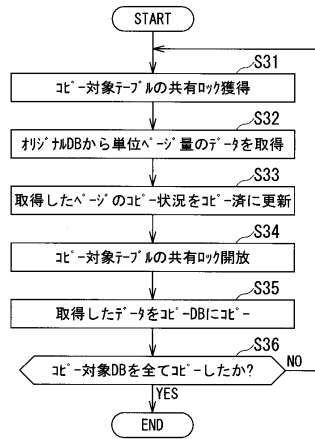 START
S31
ｺﾋﾟｰ対象テーブルの共有ﾛｯｸ獲得
S32
ｵﾘｼﾞﾅﾙDBから単位ﾍﾟｰｼﾞ量のデータを取得
S33
取得したﾍﾟｰｼﾞのｺﾋﾟｰ状況をｺﾋﾟｰ済に更新
S34
ｺﾋﾟｰ対象テーブルの共有ﾛｯｸ開放
S35
取得したﾃﾞｰﾀをｺﾋﾟｰDBにｺﾋﾟｰ
S36
ｺﾋﾟｰ対象DBを全てｺﾋﾟｰしたか?
NO
YES
END